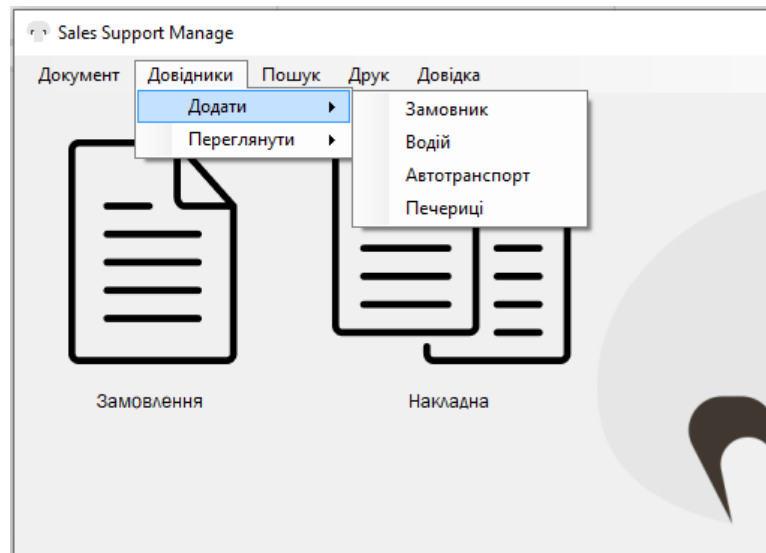 Sales Support Manage
Документ Довідники Пошук Друк Довідка
Додати
Переглянути
Замовник
Водій
Автотранспорт
Печериці
Замовлення
Накладна